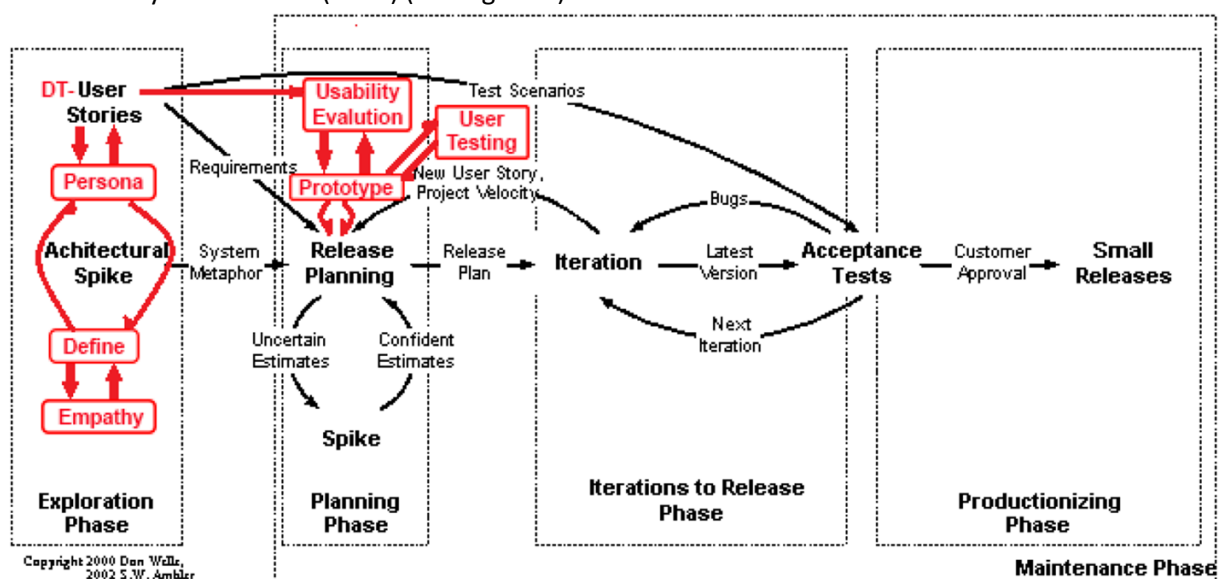 DT-User
Stories
Persona
Achitectural
Spike
Define
Empathy
Exploration
Phase
Requirements
System
Metaphor
Usability
Evalution
User
Testing
Prototype
Release
Planning
Uncertain
Estimates
Confident
Estimates
Spike
Planning
Phase
Test Scenarios
New User Story,
Project Velocity
Release
Plan
Iteration
Bugs
Latest
Version
Next
Iteration
Iterations to Release
Phase
Acceptance
Tests
Customer
Approval
Small
Releases
Productionizing
Phase
Maintenance Phase
Copyright 2000 Don Wells,
2002 S.W. Ambler